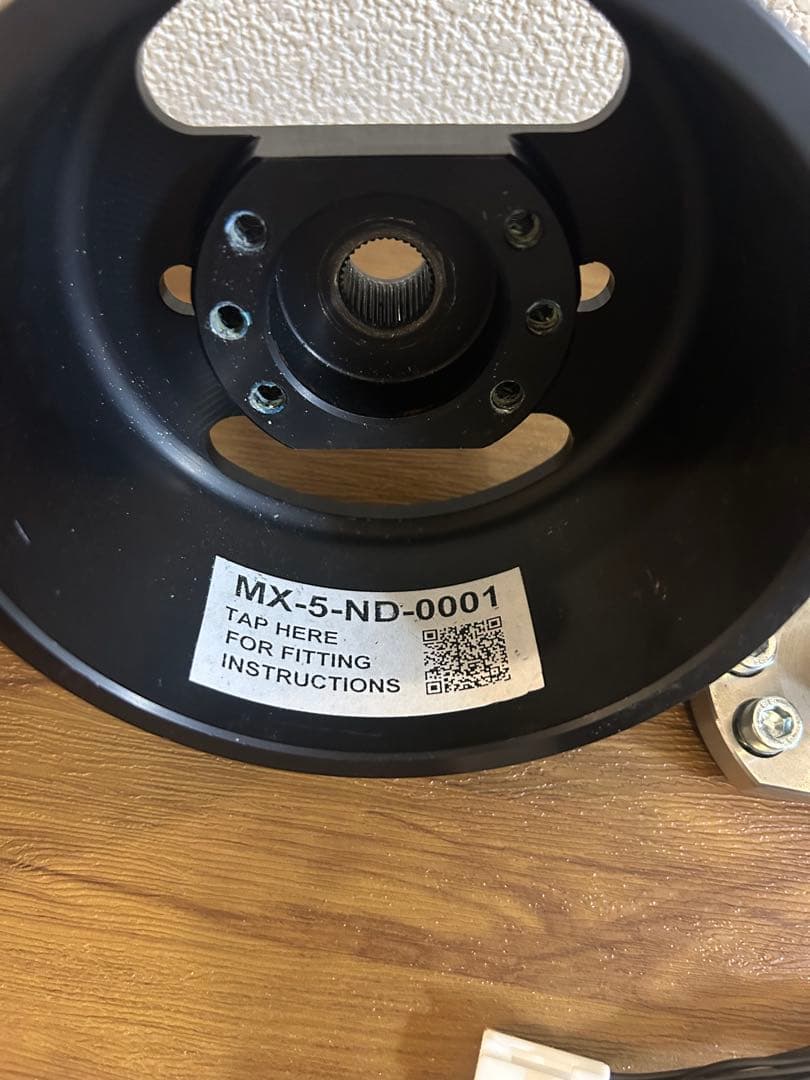 MX-5-ND-0001
TAP HERE
FOR FITTING
INSTRUCTIONS